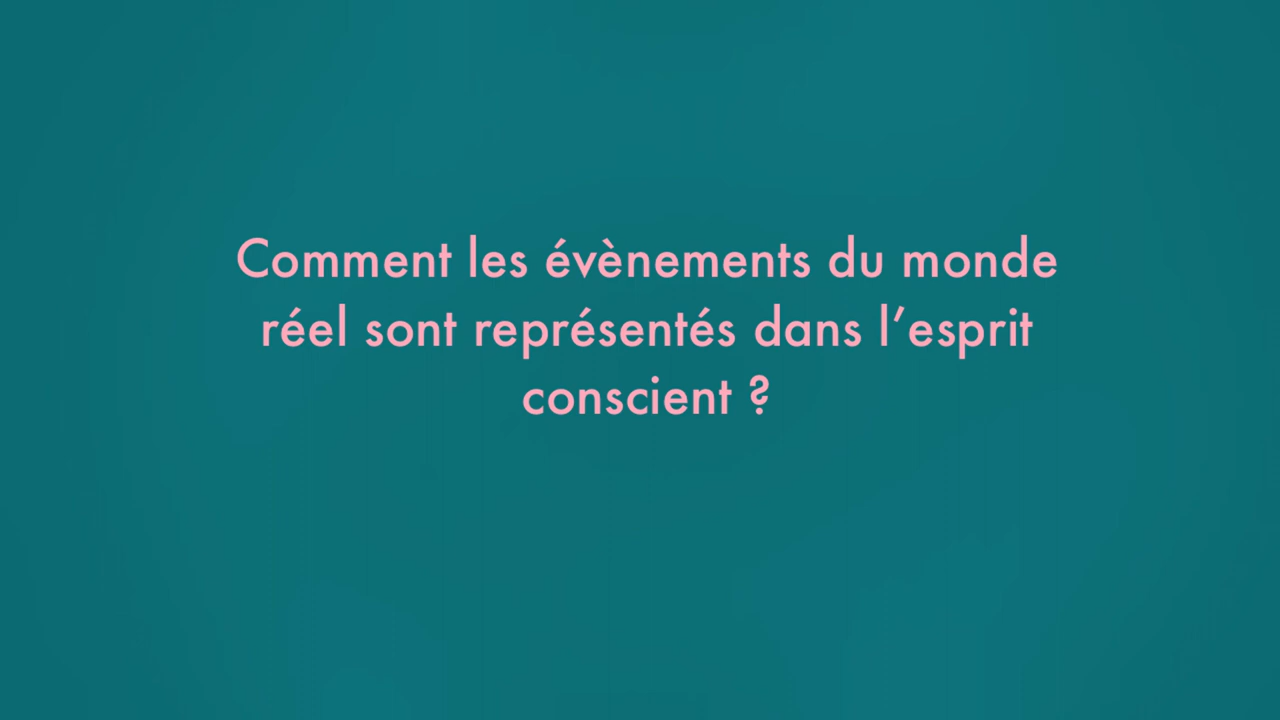 Comment les évènements du monde
réel sont représentés dans l’esprit
conscient ?